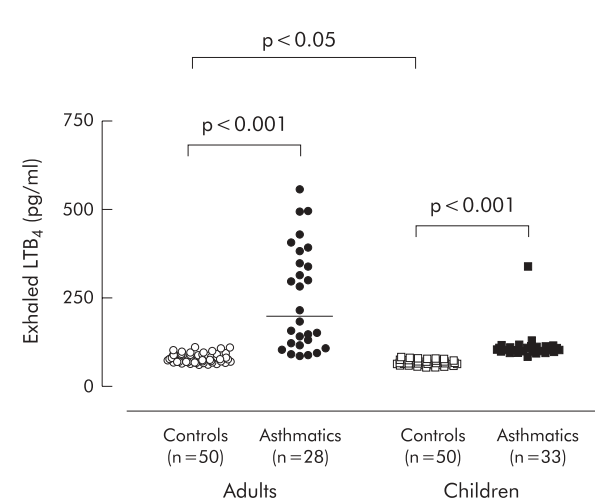 p<0.05
p<0.001
p<0.001
Exhaled LTB4 (pg/ml)
750
500
250
0
Controls
(n=50)
Asthmatics
(n=28)
Controls
(n=50)
Asthmatics
(n=33)
Adults
Children